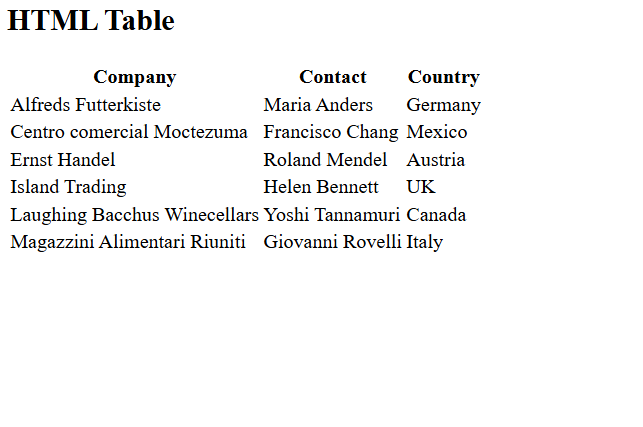 HTML Table
Company Contact Country
Alfreds Futterkiste Maria Anders Germany
Centro comercial Moctezuma Francisco Chang Mexico
Ernst Handel Roland Mendel Austria
Island Trading Helen Bennett UK
Laughing Bacchus Winecellars Yoshi Tannamuri Canada
Magazzini Alimentari Riuniti Giovanni Rovelli Italy